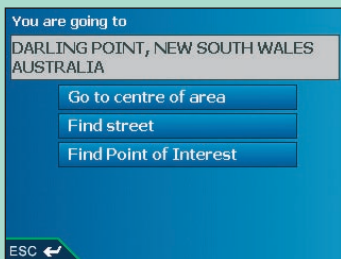 You are going to
DARLING POINT, NEW SOUTH WALES
AUSTRALIA
Go to centre of area
Find street
Find Point of Interest
ESC